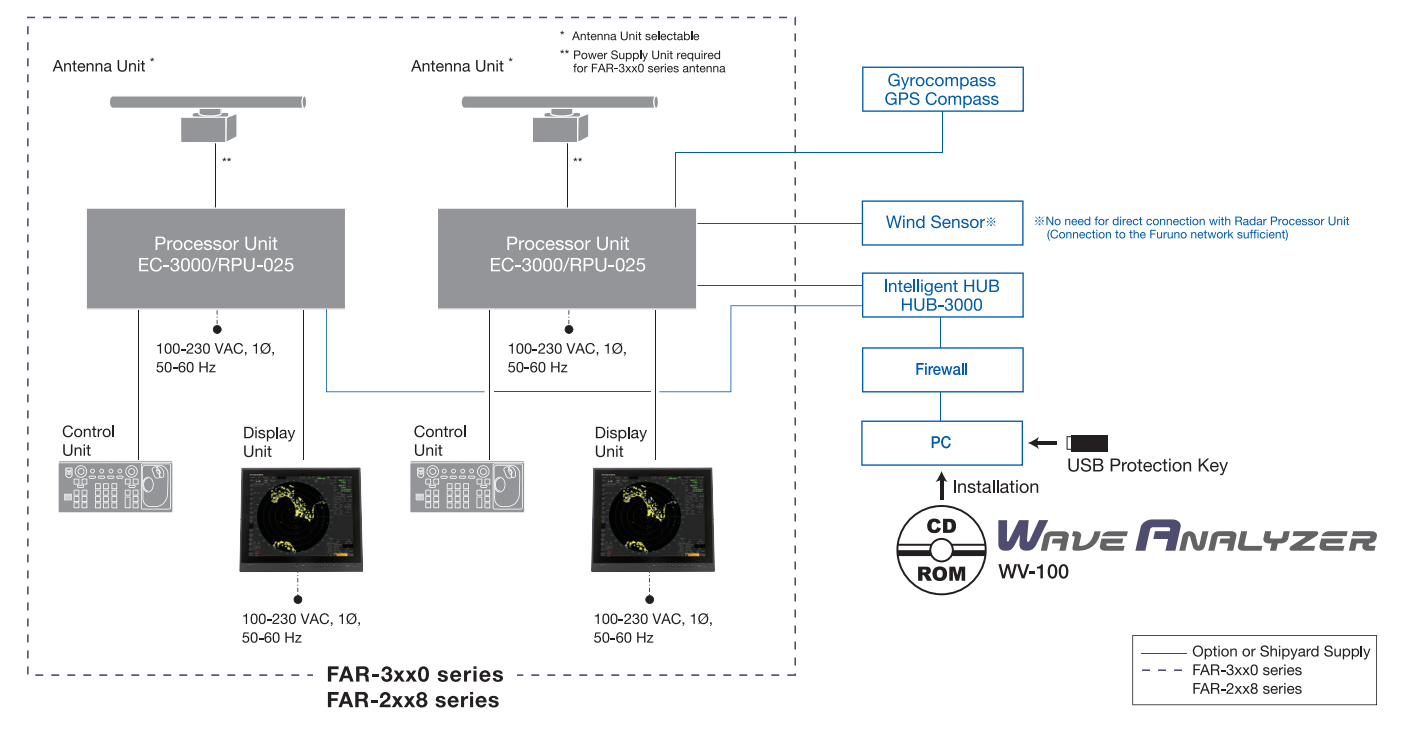 * Antenna Unit selectable
** Power Supply Unit required
for FAR-3xx0 series antenna
Antenna Unit *
Antenna Unit *
**
**
Processor Unit
EC-3000/RPU-025
Processor Unit
EC-3000/RPU-025
100-230 VAC, 1Ø,
50-60 Hz
100-230 VAC, 1Ø,
50-60 Hz
Control
Unit
Display
Unit
Control
Unit
Display
Unit
100-230 VAC, 1Ø,
50-60 Hz
100-230 VAC, 1Ø,
50-60 Hz
FAR-3xx0 series
FAR-2xx8 series
Gyrocompass
GPS Compass
Wind Sensor※
※No need for direct connection with Radar Processor Unit
(Connection to the Furuno network sufficient)
Intelligent HUB
HUB-3000
Firewall
PC
USB Protection Key
Installation
CD
ROM
WAVE ANALYZER
WV-100
Option or Shipyard Supply
FAR-3xx0 series
FAR-2xx8 series